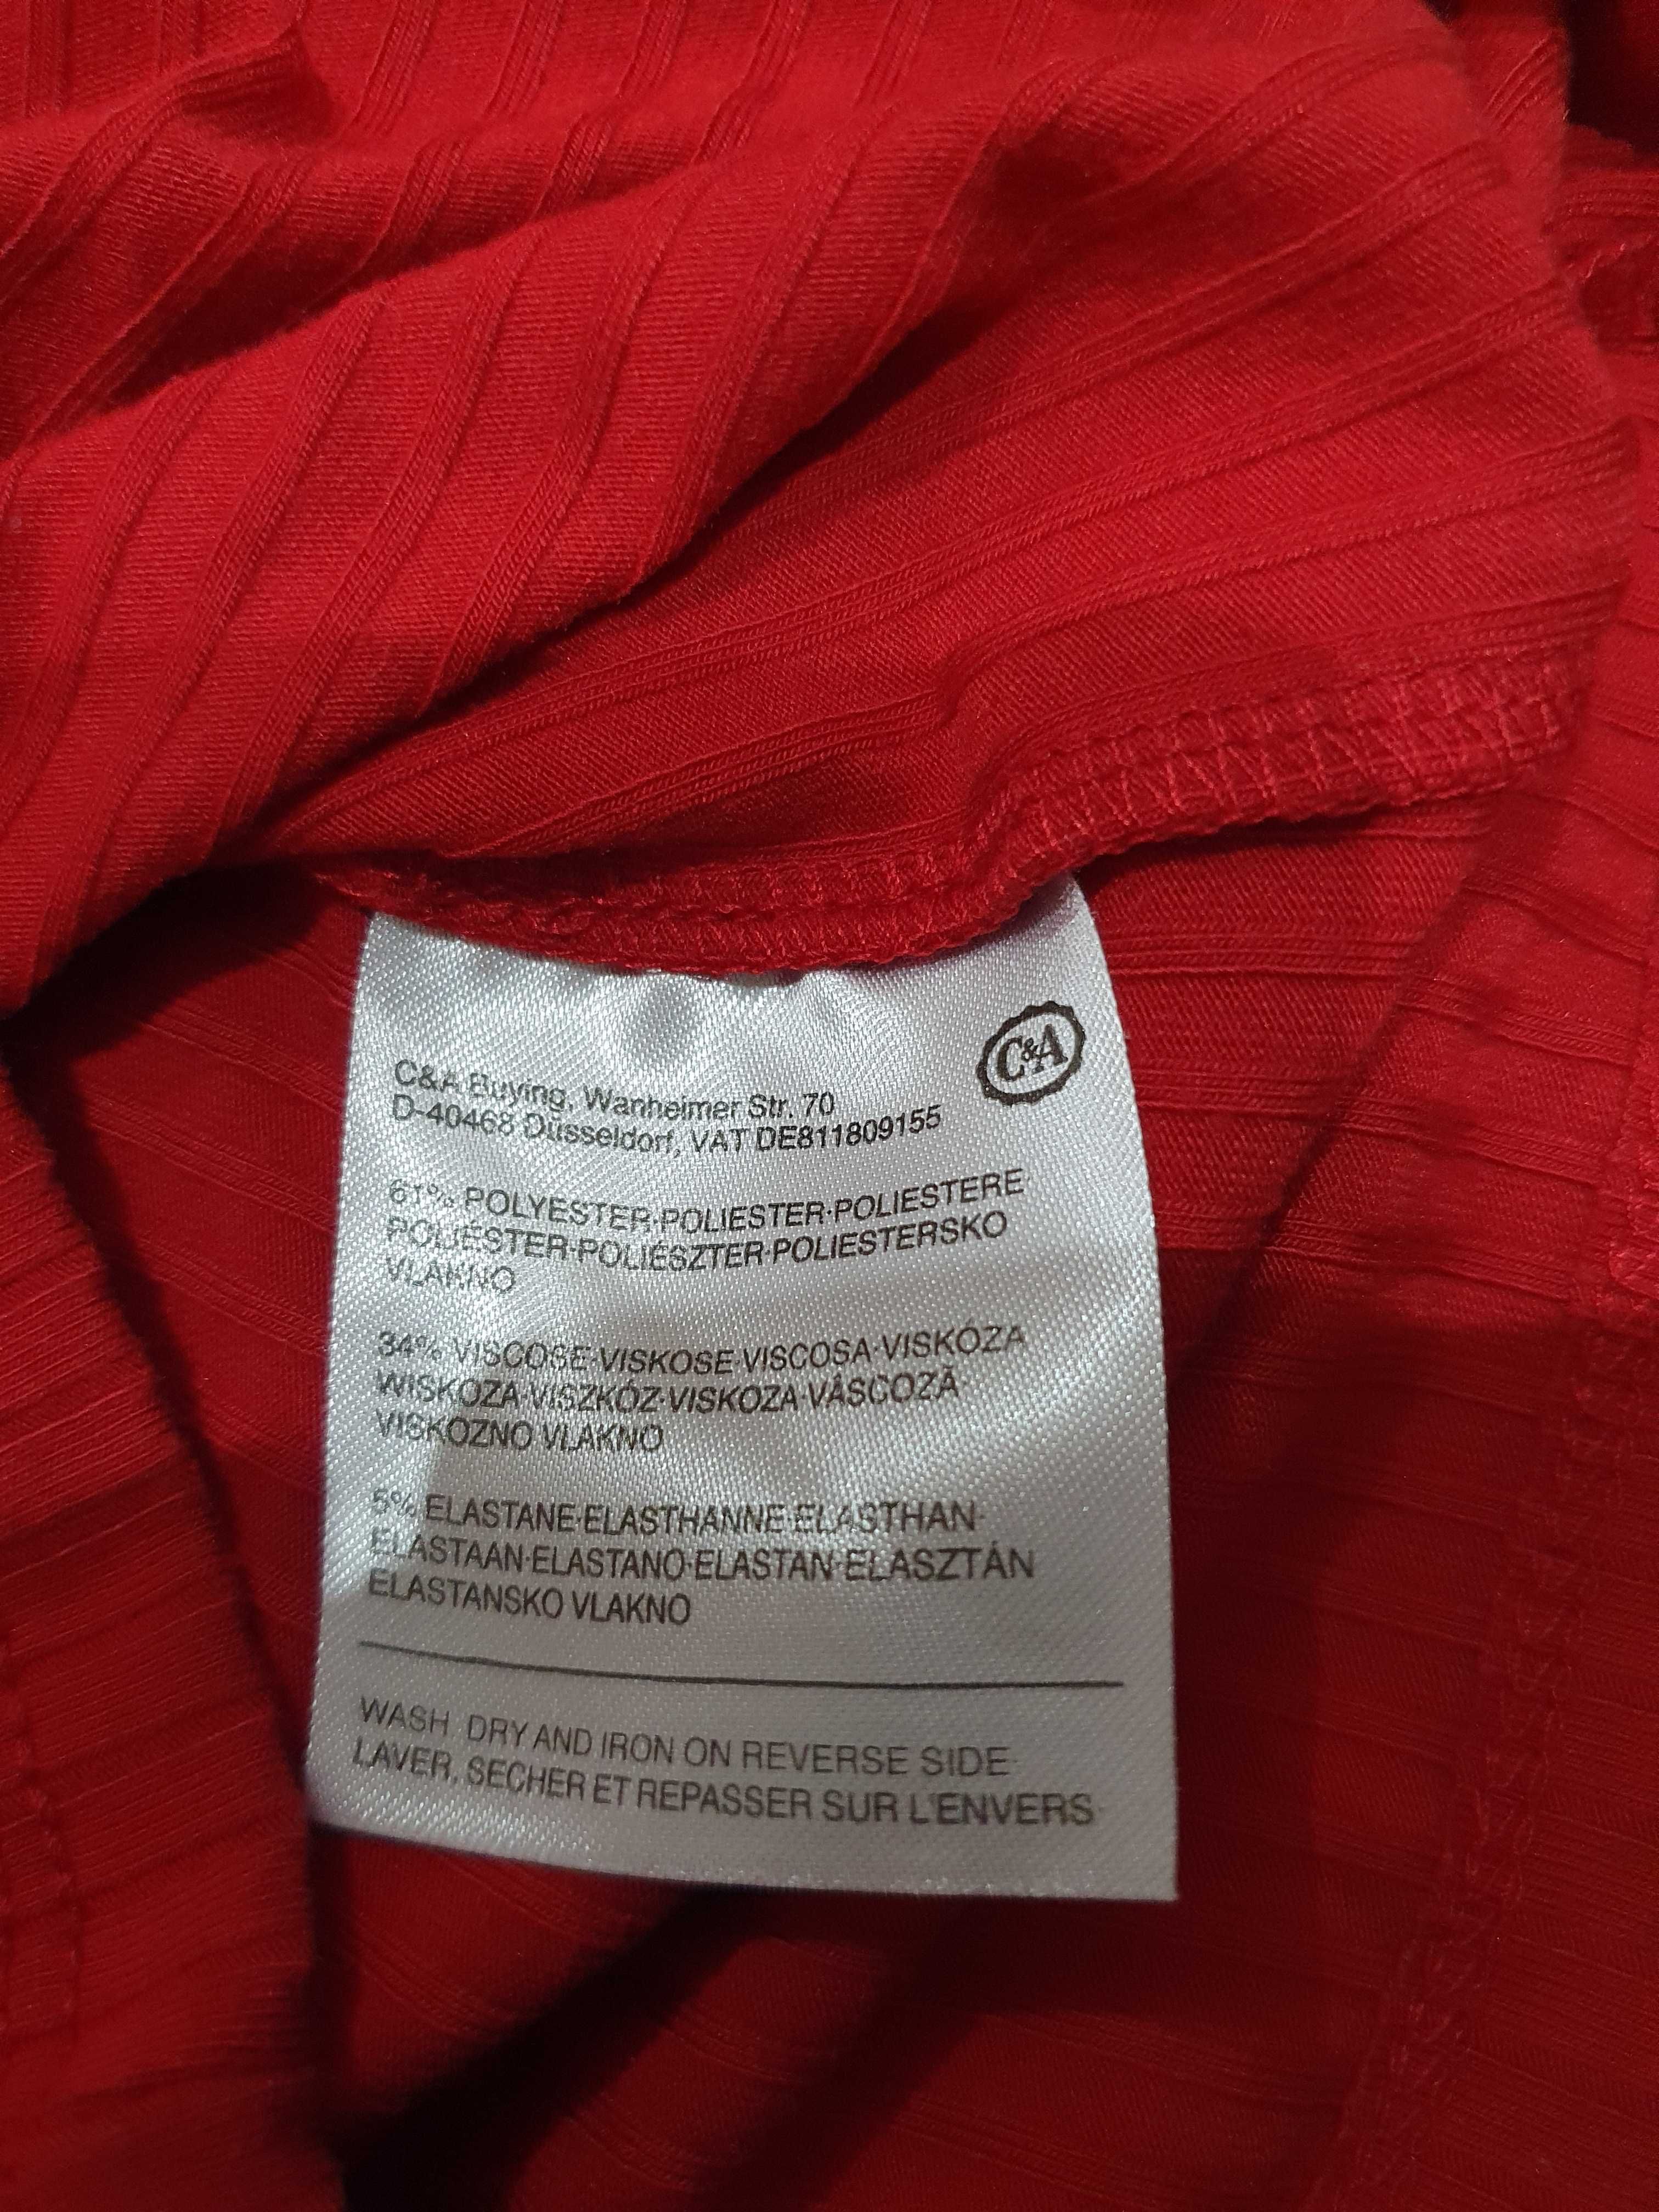 C&A
C&A Buying, Wanheimer Str. 70
D-40468 Düsseldorf, VAT DE811809155
61% POLYESTER·POLIESTER·POLIESTERE
POLIÉSTER·POLIÉSZTER·POLIESTERSKO
VLAKNO
34% VISCOSE·VISKOSE·VISCOSA·VISKÓZA
WISKOZA·VISZKÓZ·VISKOZA·VÂSCOZĂ
VISKOZNO VLAKNO
5% ELASTANE·ELASTHANNE·ELASTHAN·
ELASTAAN·ELASTANO·ELASTAN·ELASZTÁN
ELASTANSKO VLAKNO
WASH DRY AND IRON ON REVERSE SIDE·
LAVER, SECHER ET REPASSER SUR L'ENVERS